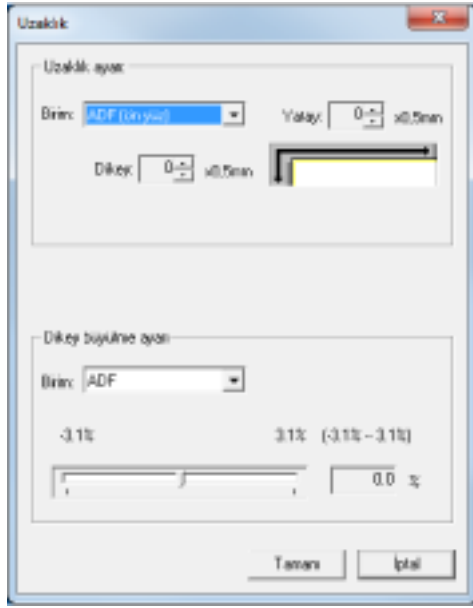 Uzaklık
Uzaklık ayarı
Birim: ADF (ön yüz) Yatay: 0 x0,5mm
Dikey: 0 x0,5mm
Dikey büyütme ayarı
Birim: ADF
-3.1% 3.1% (-3.1% – 3.1%)
0.0 %
Tamam İptal